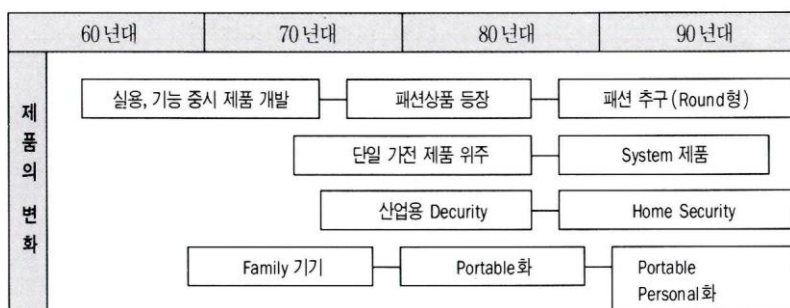 60년대 70년대 80년대 90년대
제품의 변화
실용, 기능 중시 제품 개발 패션상품 등장 패션 추구(Round형)
단일 가전 제품 위주 System 제품
산업용 Decurity Home Security
Family 기기 Portable화 Portable
Personal화